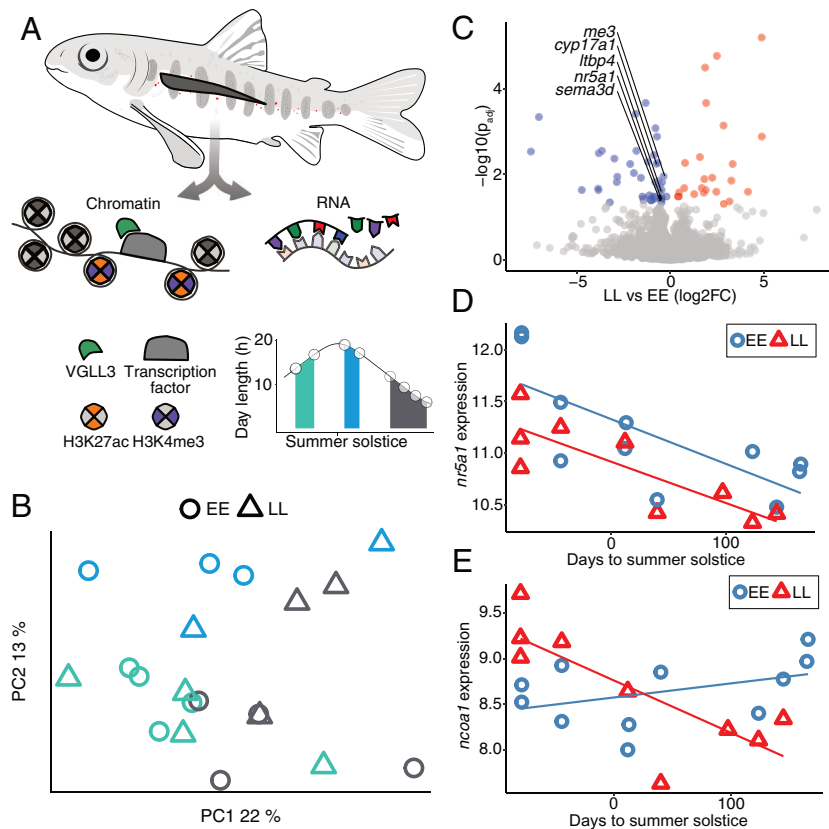 A
Chromatin
RNA
VGLL3
Transcription
factor
H3K27ac
H3K4me3
Day length (h)
20
10
Summer solstice
B
EE
LL
PC2 13 %
PC1 22 %
C
me3
cyp17a1
ltbp4
nr5a1
sema3d
−log10(padj)
4
2
0
−5
0
5
LL vs EE (log2FC)
D
EE
LL
nr5a1 expression
12.0
11.5
11.0
10.5
0
100
Days to summer solstice
E
EE
LL
ncoa1 expression
9.5
9.0
8.5
8.0
0
100
Days to summer solstice